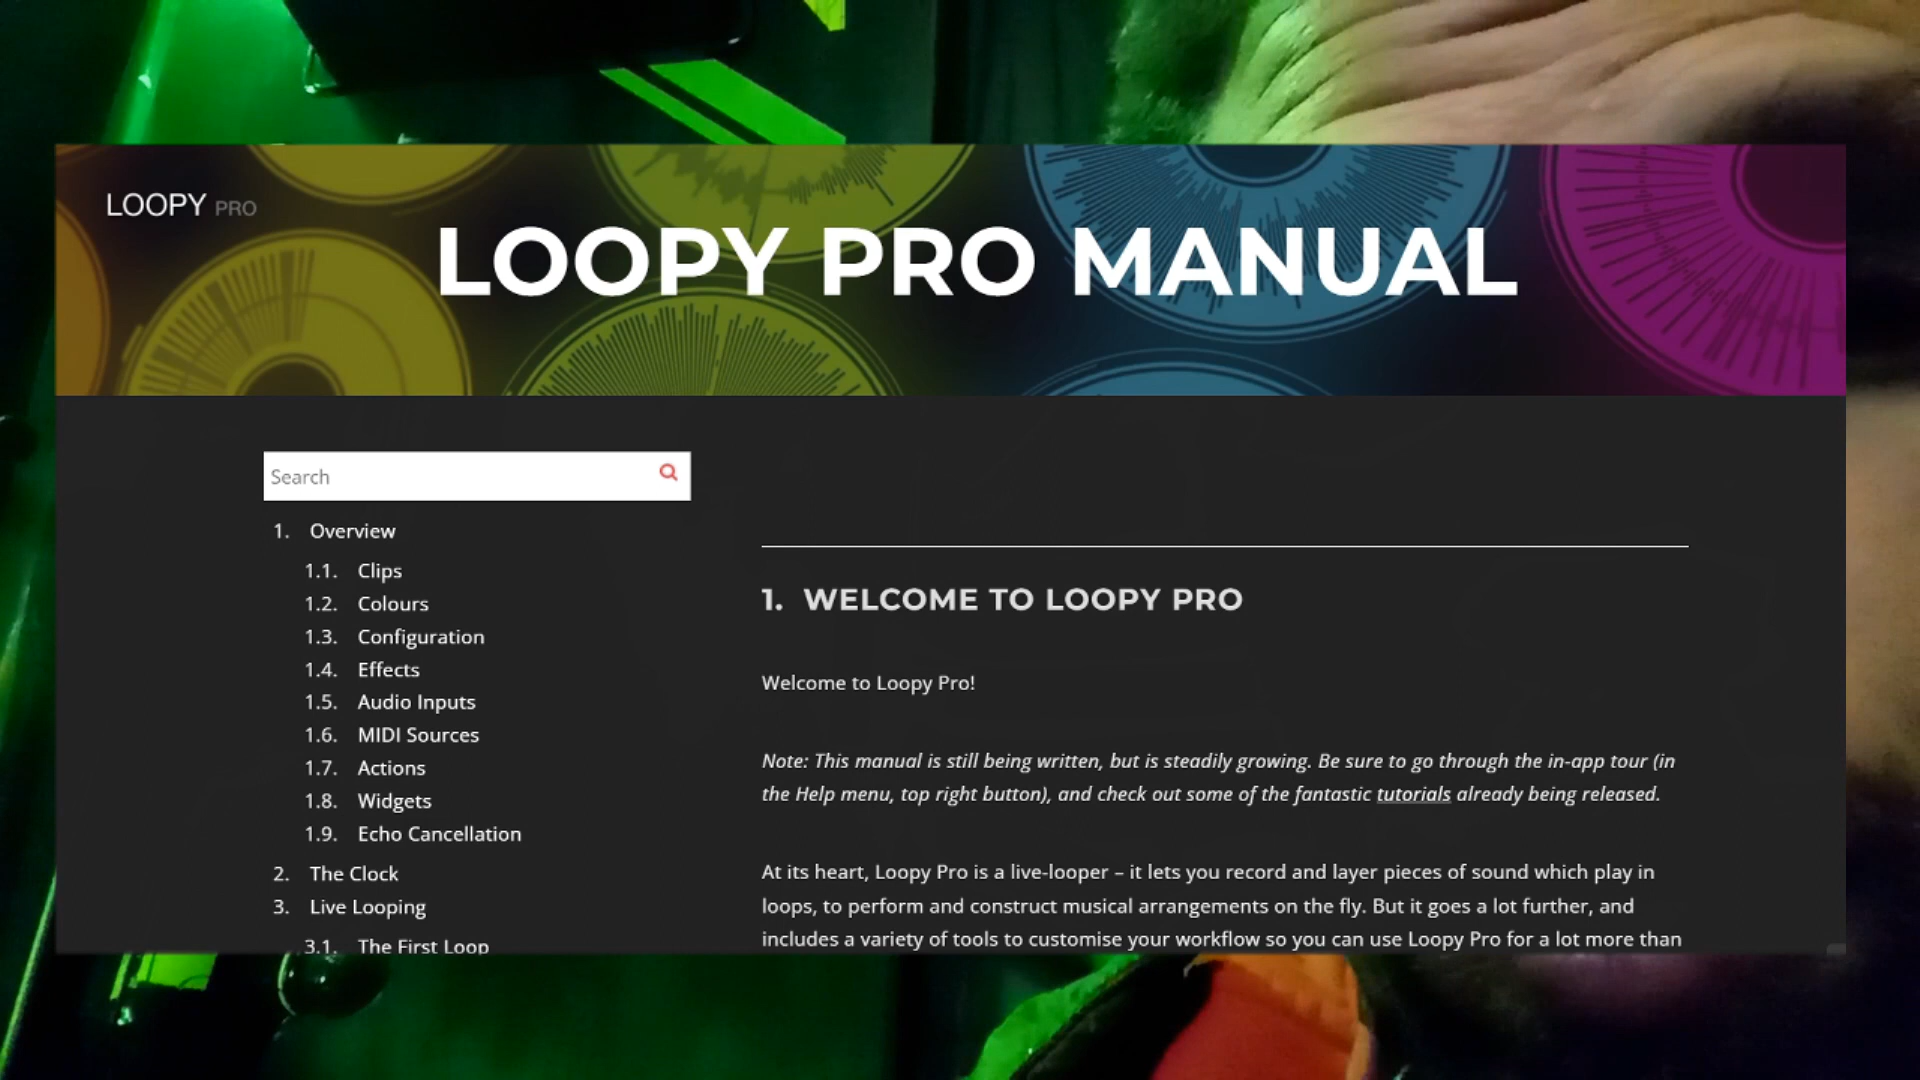 LOOPY PRO
LOOPY PRO MANUAL
Search
1. Overview
1.1. Clips
1.2. Colours
1.3. Configuration
1.4. Effects
1.5. Audio Inputs
1.6. MIDI Sources
1.7. Actions
1.8. Widgets
1.9. Echo Cancellation
2. The Clock
3. Live Looping
3.1. The First Loop
1. WELCOME TO LOOPY PRO
Welcome to Loopy Pro!
Note: This manual is still being written, but is steadily growing. Be sure to go through the in-app tour (in
the Help menu, top right button), and check out some of the fantastic tutorials already being released.
At its heart, Loopy Pro is a live-looper – it lets you record and layer pieces of sound which play in
loops, to perform and construct musical arrangements on the fly. But it goes a lot further, and
includes a variety of tools to customise your workflow so you can use Loopy Pro for a lot more than